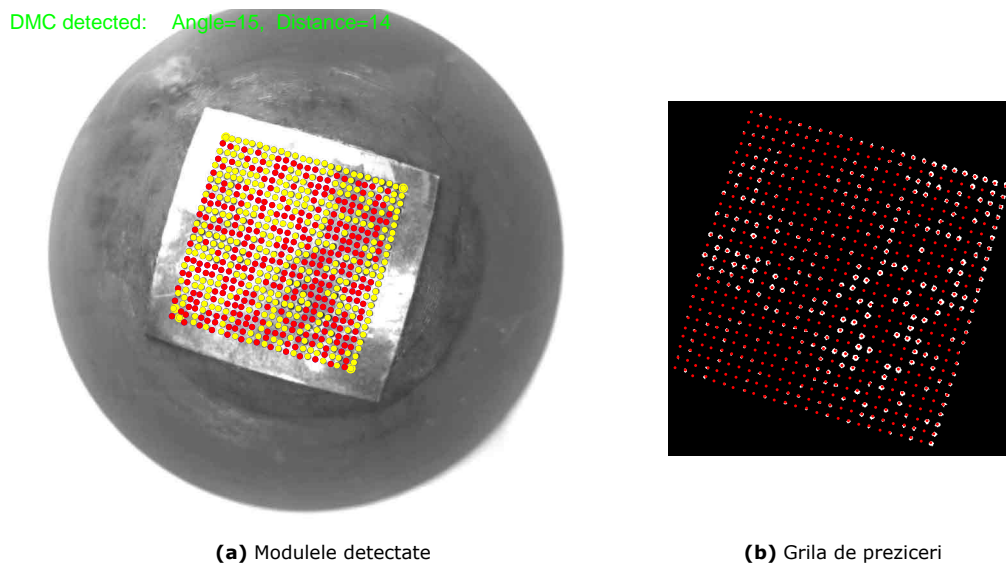 DMC detected: Angle=15, Distance=14
(a) Modulele detectate
(b) Grila de preziceri